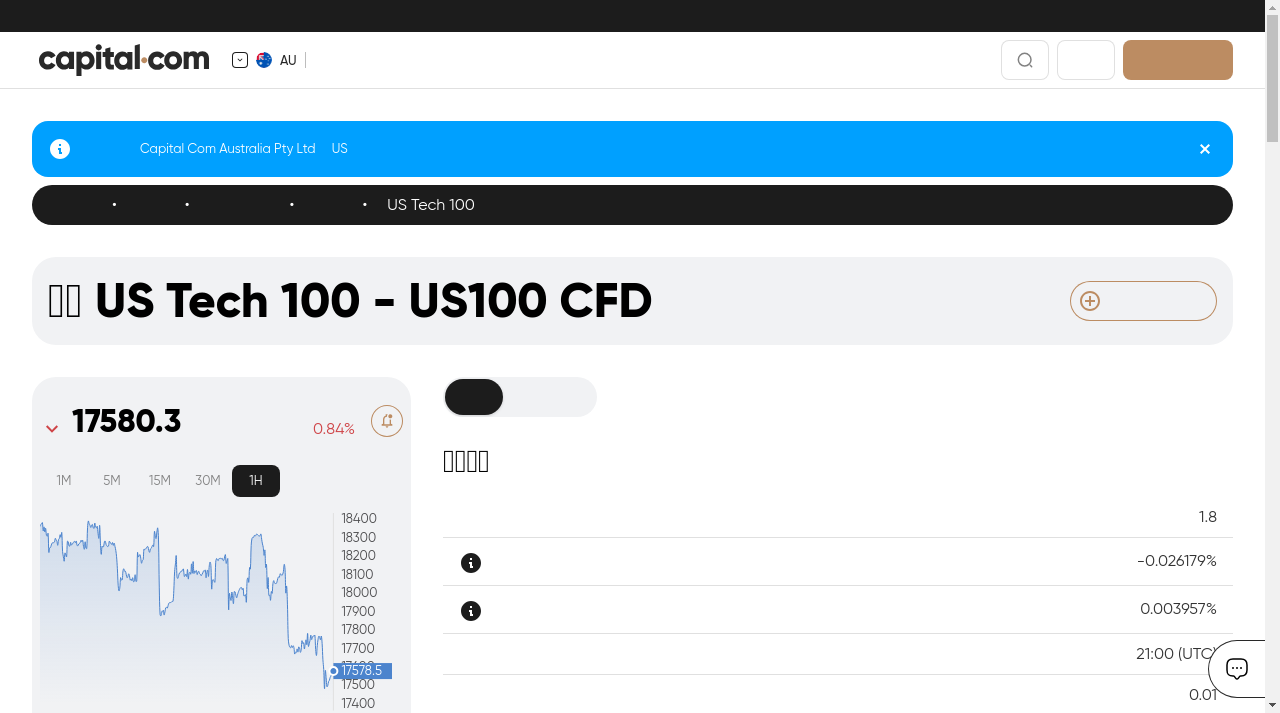 capital.com
AU
Capital Com Australia Pty Ltd US
US Tech 100
US Tech 100 - US100 CFD
17580.3
0.84%
1M 5M 15M 30M 1H
18400
18300
18200
18100
18000
17900
17800
17700
17578.5
17500
17400
1.8
-0.026179%
0.003957%
21:00 (UTC)
0.01